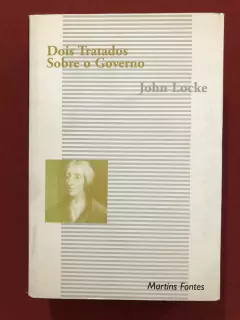 Dois Tratados
Sobre o Governo
John Locke
Martins Fontes